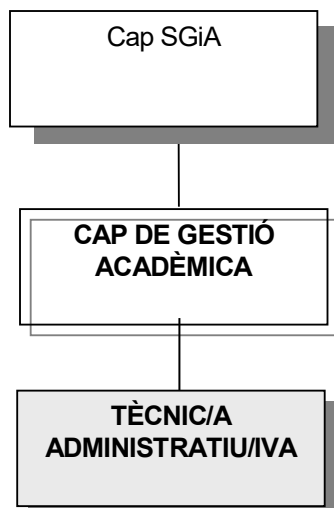 Cap SGiA
CAP DE GESTIÓ
ACADÈMICA
TÈCNIC/A
ADMINISTRATIU/IVA